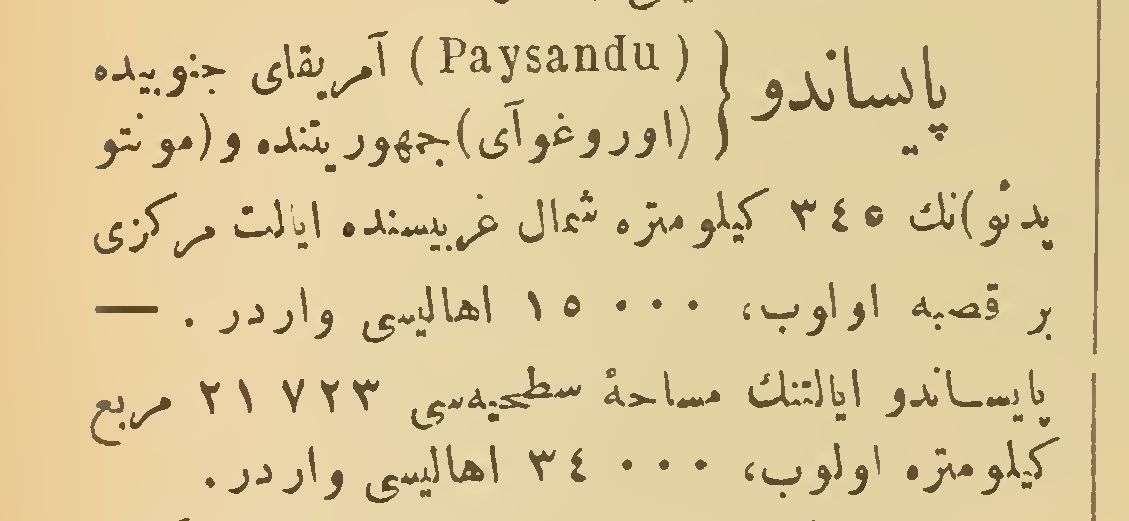 پایساندو { (Paysandu) آمریقای جنوبیده
(اوروغوآی) جمهوریتنده و (مونتو
یدئو)نك ٣٤٥ کیلومتره شمال غربیسنده ایالت مرکزی
بر قصبه اولوب، ١٥٠٠٠ اهالیسی واردر. —
پایساندو ایالتنك مساحهٔ سطحیه‌سی ٢١٧٢٣ مربع
کیلومتره اولوب، ٣٤٠٠٠ اهالیسی واردر.